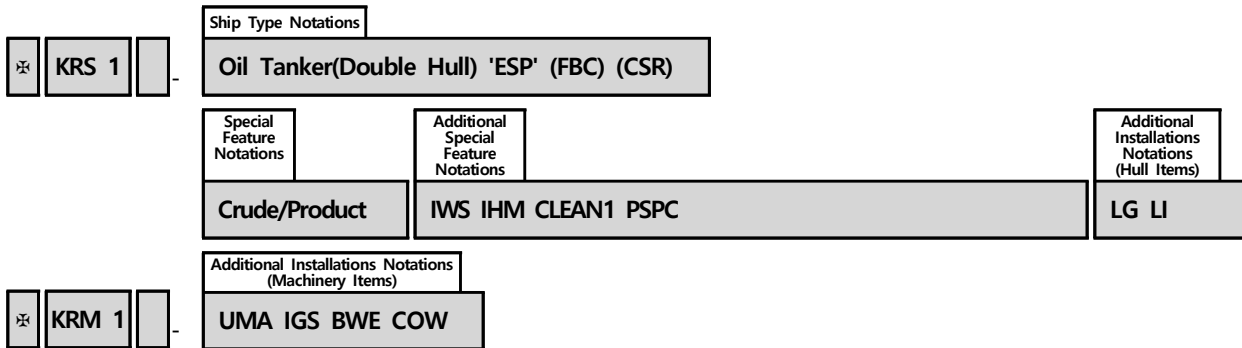 Ship Type Notations
✠ KRS 1 - Oil Tanker(Double Hull) 'ESP' (FBC) (CSR)
Special
Feature
Notations
Additional
Special
Feature
Notations
Additional
Installations
Notations
(Hull Items)
Crude/Product IWS IHM CLEAN1 PSPC LG LI
Additional Installations Notations
(Machinery Items)
✠ KRM 1 - UMA IGS BWE COW